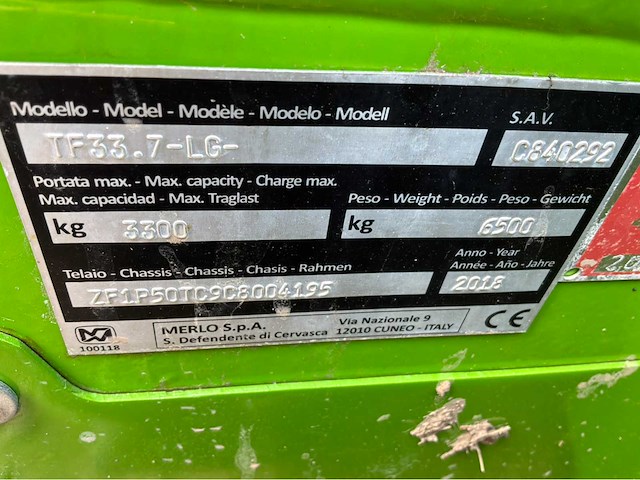 Modello - Model - Modèle - Modelo - Modell S.A.V.
TF33.7-LG- C840292
Portata max. - Max. capacity - Charge max.
Max. capacidad - Max. Traglast Peso - Weight - Poids - Peso - Gewicht
kg 3300 kg 6500
Telaio - Chassis - Chassis - Chasis - Rahmen Anno - Year
Année - Año - Jahre
ZF1P50TC9C8004195 2018
100118 MERLO S.p.A. Via Nazionale 9
S. Defendente di Cervasca 12010 CUNEO - ITALY CE